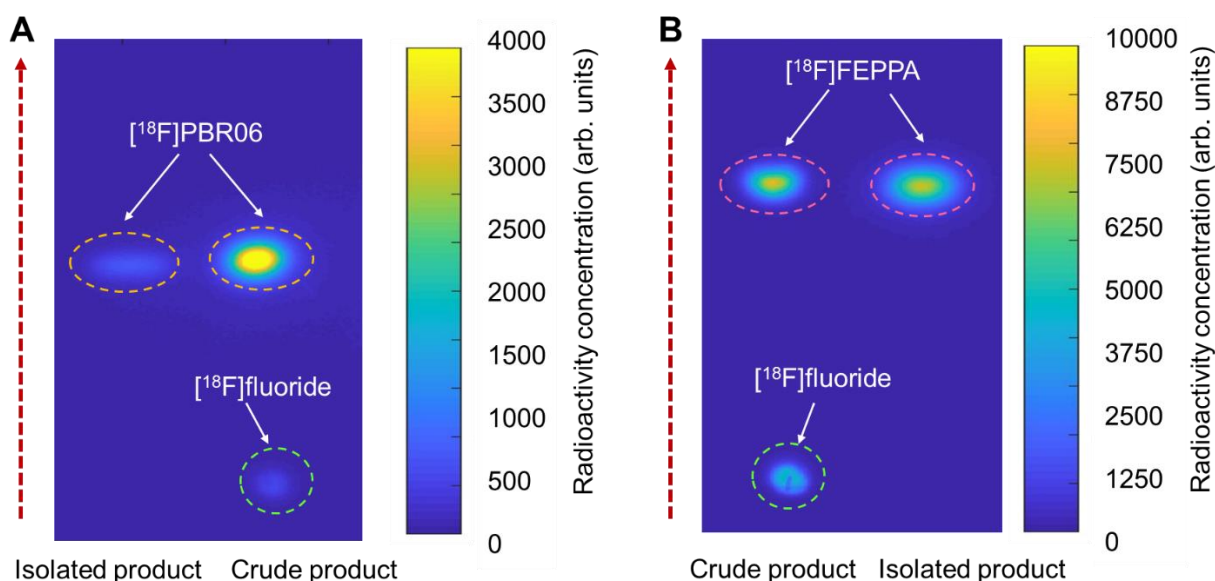 A
[¹⁸F]PBR06
[¹⁸F]fluoride
Isolated product
Crude product
4000
3500
3000
2500
2000
1500
1000
500
0
Radioactivity concentration (arb. units)
B
[¹⁸F]FEPPA
[¹⁸F]fluoride
Crude product
Isolated product
10000
8750
7500
6250
5000
3750
2500
1250
0
Radioactivity concentration (arb. units)